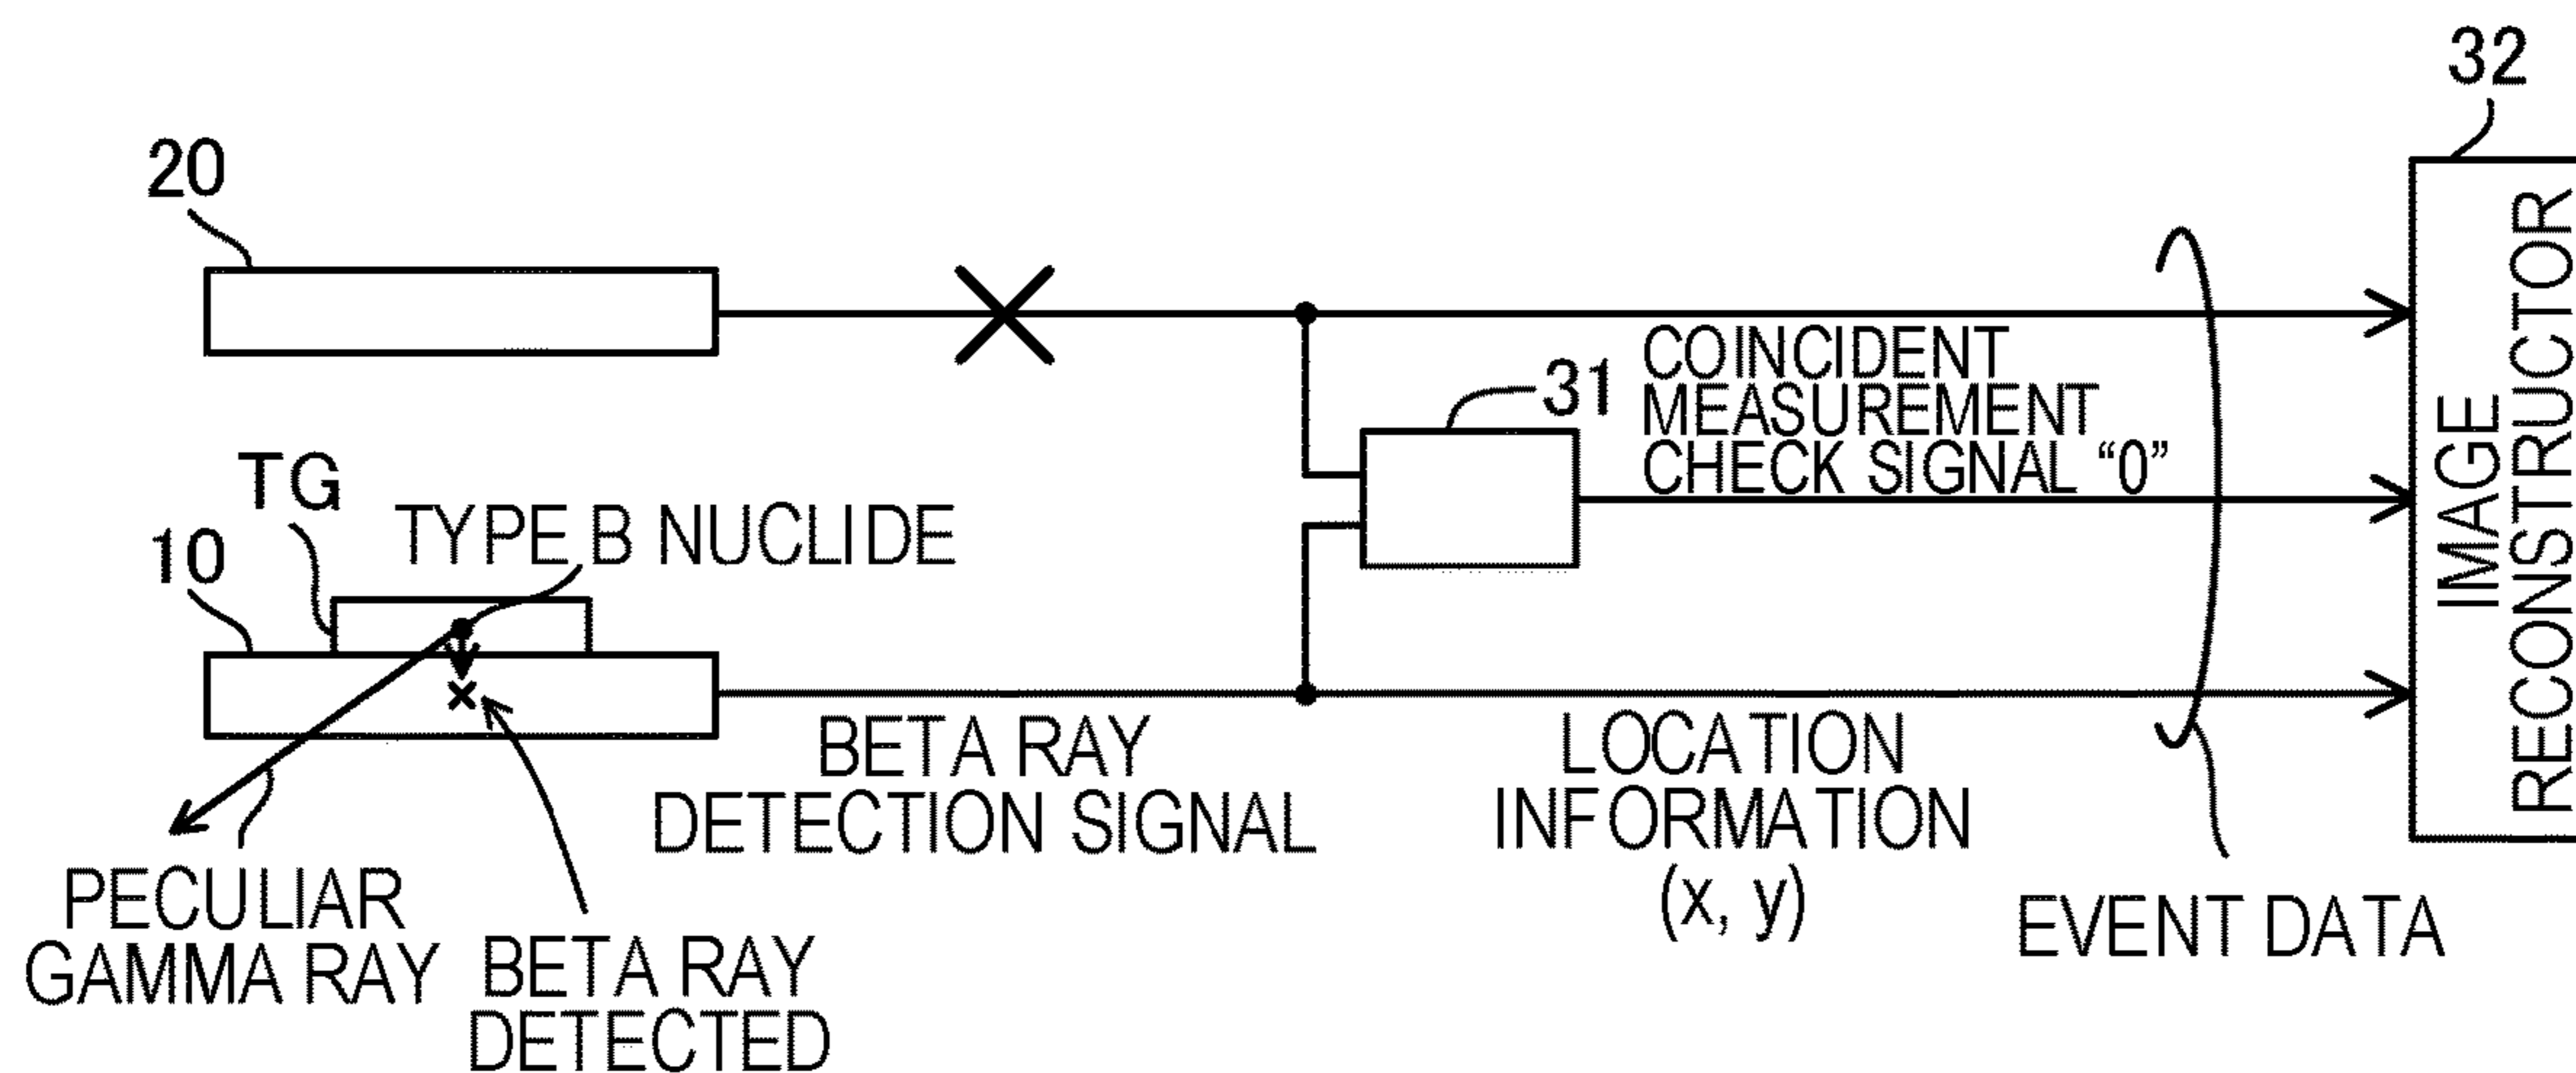 32
20
COINCIDENT
MEASUREMENT
CHECK SIGNAL “0”
31
TG
TYPE B NUCLIDE
10
IMAGE
RECONSTRUCTOR
BETA RAY
DETECTION SIGNAL
LOCATION
INFORMATION
(x, y)
PECULIAR
GAMMA RAY
BETA RAY
DETECTED
EVENT DATA